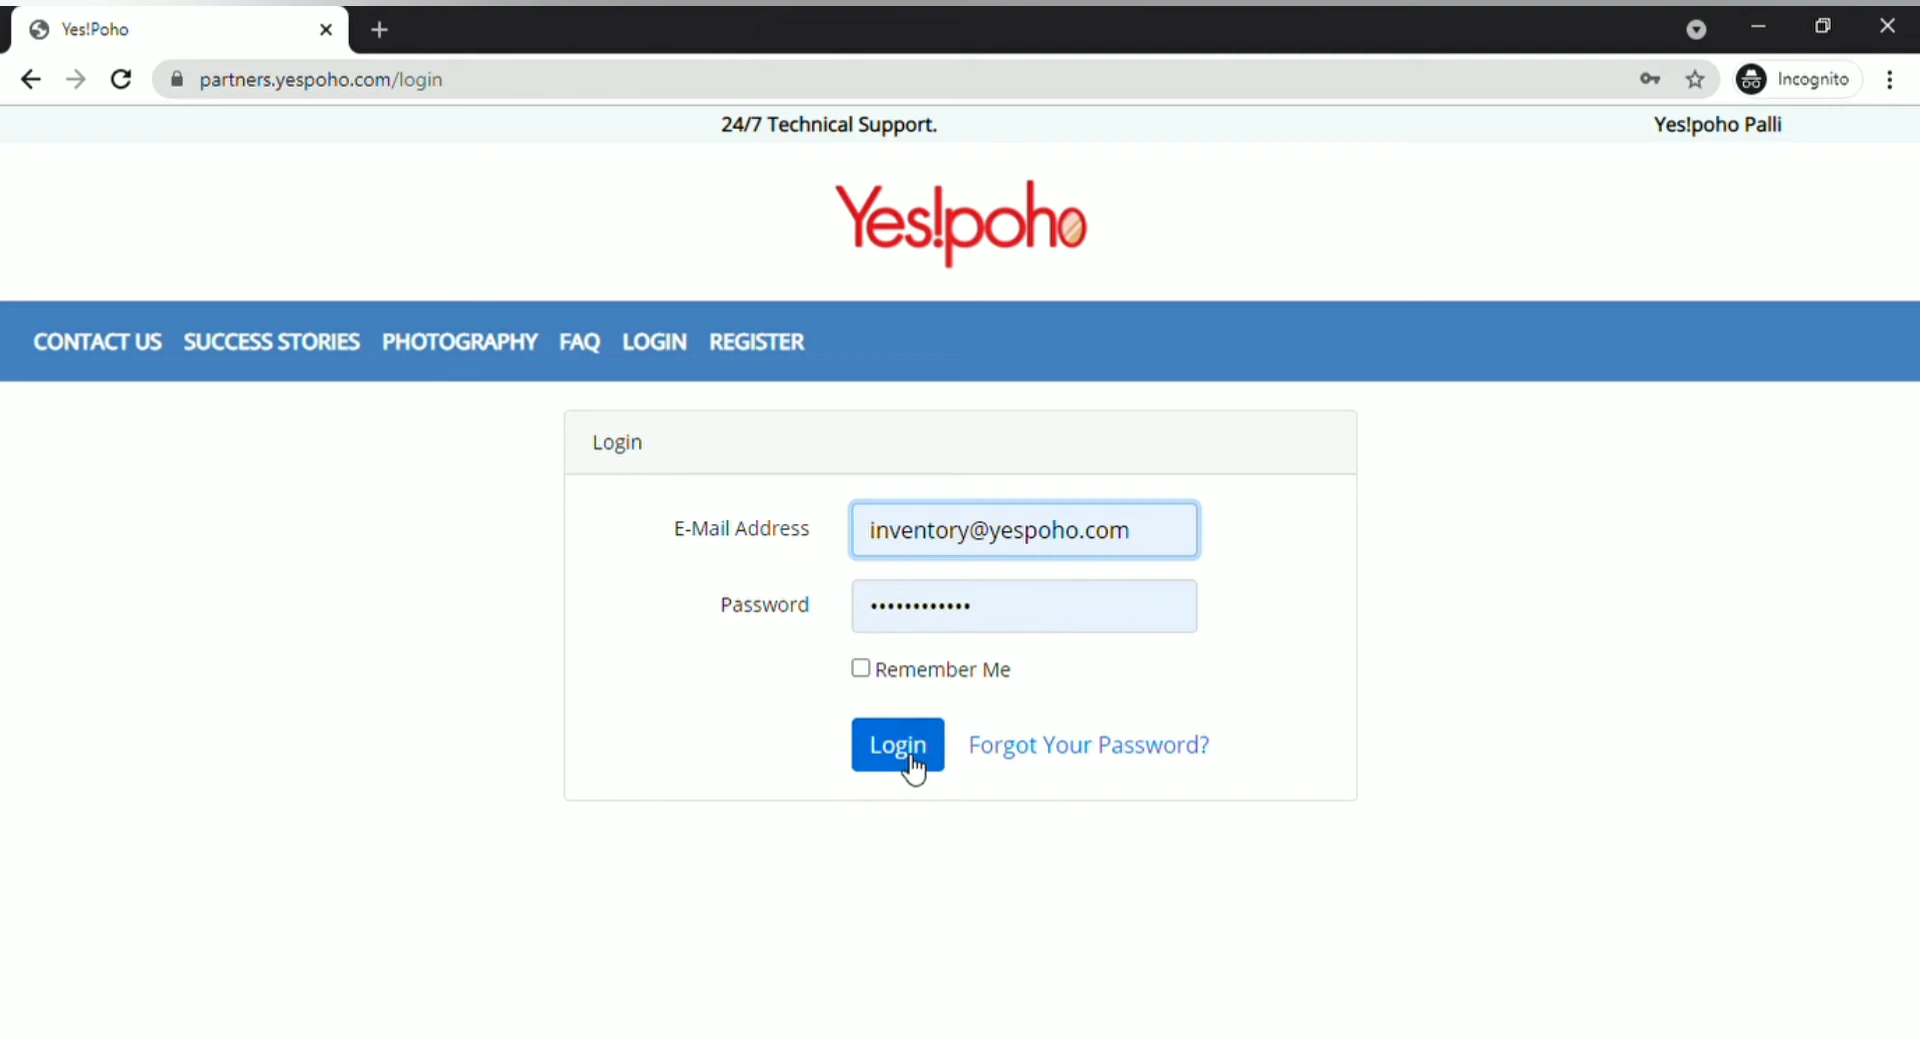 Yes!Poho
partners.yespoho.com/login
Incognito
24/7 Technical Support.
Yes!poho Palli
Yes!poho
CONTACT US SUCCESS STORIES PHOTOGRAPHY FAQ LOGIN REGISTER
Login
E-Mail Address inventory@yespoho.com
Password ••••••••••••
Remember Me
Login Forgot Your Password?